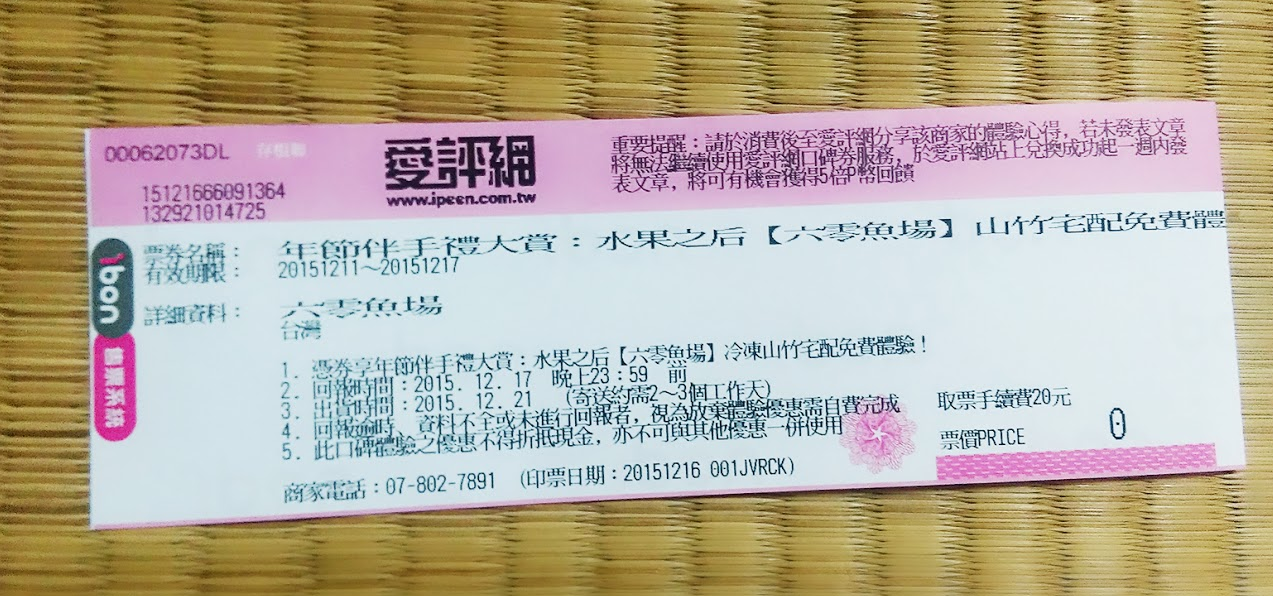 00062073DL
15121666091364
132921014725
愛評網
www.ipeen.com.tw
重要提醒：請於消費後至愛評網分享該商家的體驗心得，若未發表文章
將無法繼續使用愛評網口碑券服務，於愛評網站上兌換成功起一週內發
表文章，將可有機會獲得5倍P幣回饋
ibon
售票系統
票券名稱： 年節伴手禮大賞：水果之后【六零魚場】山竹宅配免費體
有效期限： 20151211～20151217
詳細資料： 六零魚場
台灣
1. 憑券享年節伴手禮大賞：水果之后【六零魚場】冷凍山竹宅配免費體驗！
2. 回報時間：2015. 12. 17 晚上23：59 前
3. 出貨時間：2015. 12. 21 (寄送約需2～3個工作天)
4. 回報逾時、資料不全或未進行回報者，視為放棄體驗優惠需自費完成
5. 此口碑體驗之優惠不得折抵現金，亦不可與其他優惠一併使用
商家電話：07-802-7891 (印票日期：20151216 001JVRCK)
取票手續費20元
票價PRICE 0